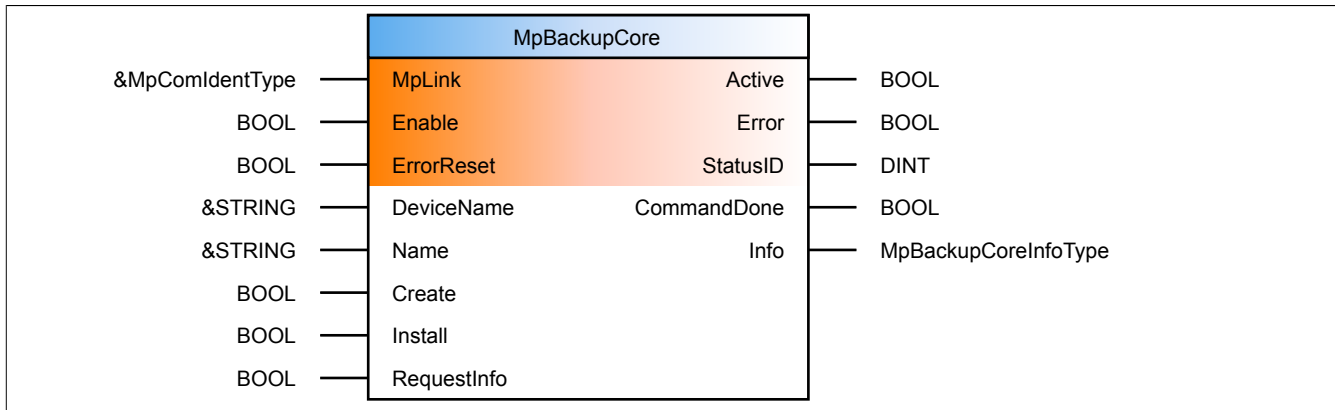 MpBackupCore
&MpComIdentType MpLink Active BOOL
BOOL Enable Error BOOL
BOOL ErrorReset StatusID DINT
&STRING DeviceName CommandDone BOOL
&STRING Name Info MpBackupCoreInfoType
BOOL Create
BOOL Install
BOOL RequestInfo